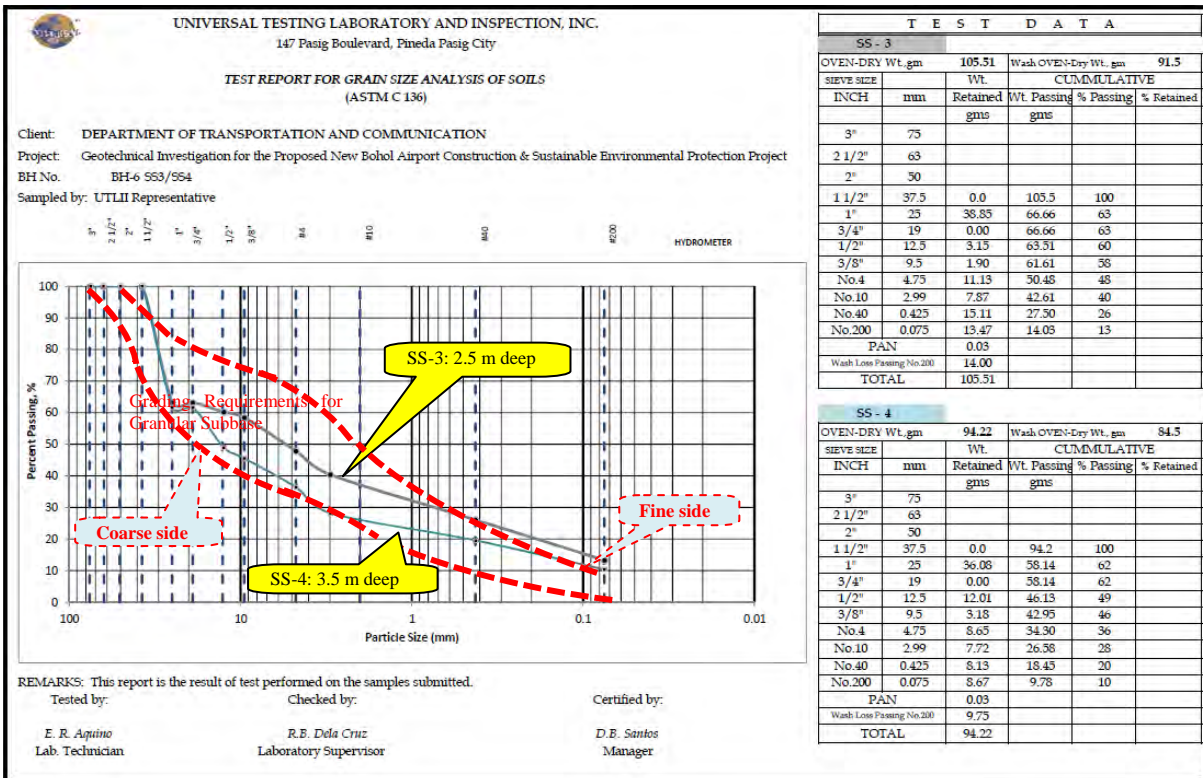 UNIVERSAL TESTING LABORATORY AND INSPECTION, INC.
147 Pasig Boulevard, Pineda Pasig City
TEST REPORT FOR GRAIN SIZE ANALYSIS OF SOILS
(ASTM C 136)
Client: DEPARTMENT OF TRANSPORTATION AND COMMUNICATION
Project: Geotechnical Investigation for the Proposed New Bohol Airport Construction & Sustainable Environmental Protection Project
BH No. BH-6 SS3/SS4
Sampled by: UTLII Representative
3" 2 1/2" 2" 1 1/2" 1" 3/4" 1/2" 3/8" #4 #10 #40 #200 HYDROMETER
Percent Passing, %
100
90
80
70
60
50
40
30
20
10
0
SS-3: 2.5 m deep
Grading Requirements for
Granular Subbase
Coarse side
Fine side
SS-4: 3.5 m deep
100 10 1 0.1 0.01
Particle Size (mm)
REMARKS: This report is the result of test performed on the samples submitted.
Tested by: Checked by: Certified by:
E. R. Aquino R.B. Dela Cruz D.B. Santos
Lab. Technician Laboratory Supervisor Manager
T E S T D A T A
SS - 3
OVEN-DRY Wt.,gm 105.51 Wash OVEN-Dry Wt., gm 91.5
SIEVE SIZE Wt. CUMMULATIVE
INCH mm Retained Wt. Passing % Passing % Retained
gms gms
3" 75
2 1/2" 63
2" 50
1 1/2" 37.5 0.0 105.5 100
1" 25 38.85 66.66 63
3/4" 19 0.00 66.66 63
1/2" 12.5 3.15 63.51 60
3/8" 9.5 1.90 61.61 58
No.4 4.75 11.13 50.48 48
No.10 2.99 7.87 42.61 40
No.40 0.425 15.11 27.50 26
No.200 0.075 13.47 14.03 13
PAN 0.03
Wash Loss Passing No.200 14.00
TOTAL 105.51
SS - 4
OVEN-DRY Wt.,gm 94.22 Wash OVEN-Dry Wt., gm 84.5
SIEVE SIZE Wt. CUMMULATIVE
INCH mm Retained Wt. Passing % Passing % Retained
gms gms
3" 75
2 1/2" 63
2" 50
1 1/2" 37.5 0.0 94.2 100
1" 25 36.08 58.14 62
3/4" 19 0.00 58.14 62
1/2" 12.5 12.01 46.13 49
3/8" 9.5 3.18 42.95 46
No.4 4.75 8.65 34.30 36
No.10 2.99 7.72 26.58 28
No.40 0.425 8.13 18.45 20
No.200 0.075 8.67 9.78 10
PAN 0.03
Wash Loss Passing No.200 9.75
TOTAL 94.22